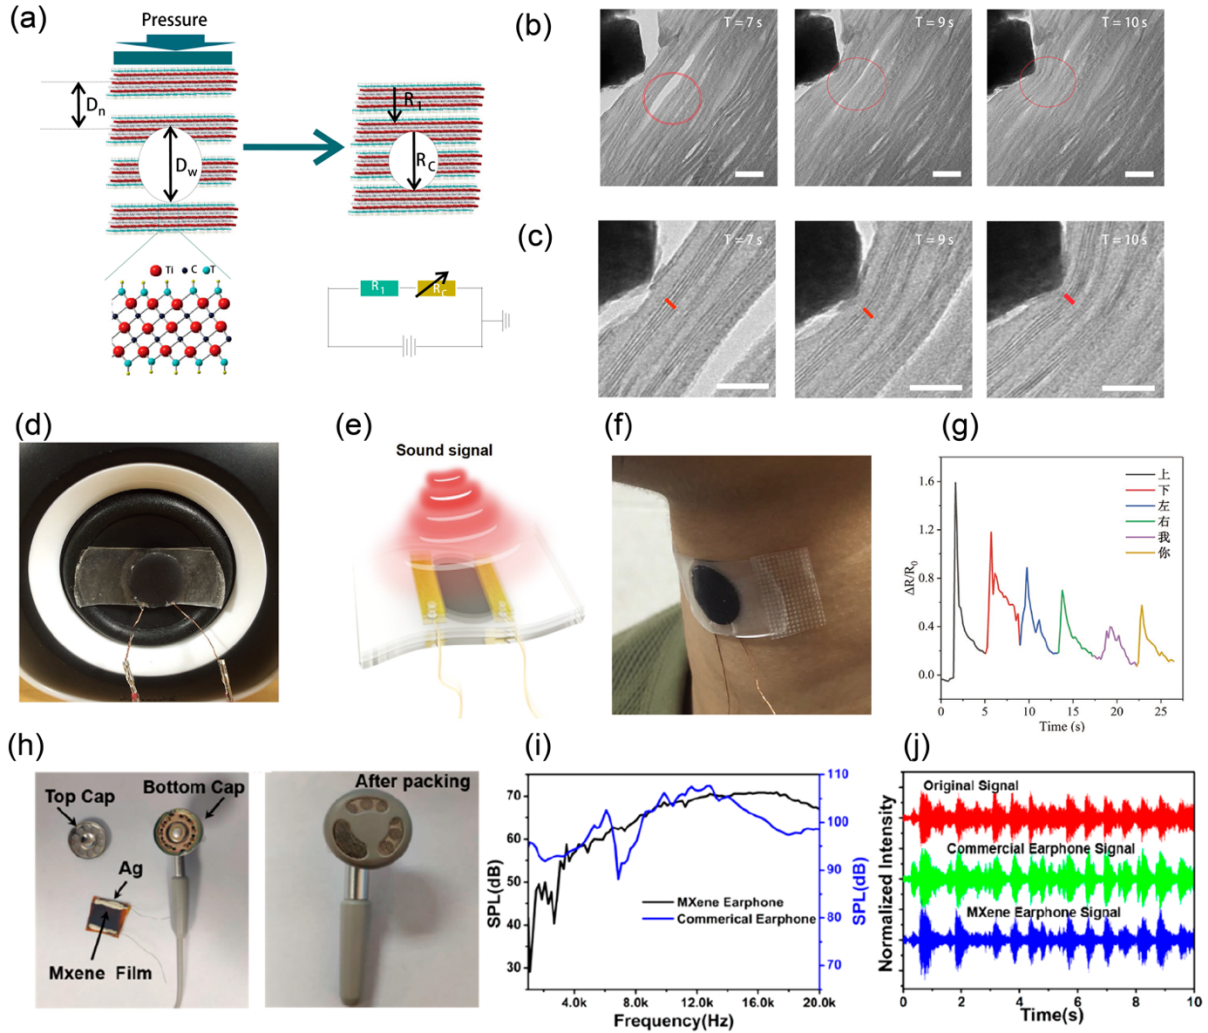 (a)
Pressure
Dn
Dw
R1
RC
Ti C T
R1
Rc
(b)
T = 7 s
T = 9 s
T = 10 s
(c)
T = 7 s
T = 9 s
T = 10 s
(d)
(e)
Sound signal
(f)
(g)
ΔR/R0
1.6
1.2
0.8
0.4
0.0
0 5 10 15 20 25
Time (s)
上
下
左
右
我
你
(h)
Top Cap
Bottom Cap
Ag
Mxene Film
After packing
(i)
SPL(dB)
70
60
50
40
30
MXene Earphone
Commerical Earphone
110
100
90
80
70
SPL(dB)
4.0k 8.0k 12.0k 16.0k 20.0k
Frequency(Hz)
(j)
Normalized Intensity
Original Signal
Commercial Earphone Signal
MXene Earphone Signal
0 2 4 6 8 10
Time(s)